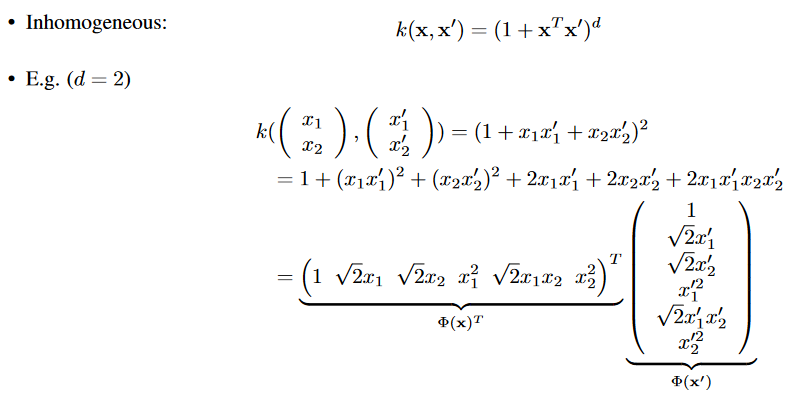 • Inhomogeneous:
k(x, x′) = (1 + xᵀx′)ᵈ
• E.g. (d = 2)
k((x₁ x₂), (x′₁ x′₂)) = (1 + x₁x′₁ + x₂x′₂)²
= 1 + (x₁x′₁)² + (x₂x′₂)² + 2x₁x′₁ + 2x₂x′₂ + 2x₁x′₁x₂x′₂
= (1 √2x₁ √2x₂ x₁² √2x₁x₂ x₂²)ᵀ
Φ(x)ᵀ
1
√2x′₁
√2x′₂
x′₁²
√2x′₁x′₂
x′₂²
Φ(x′)